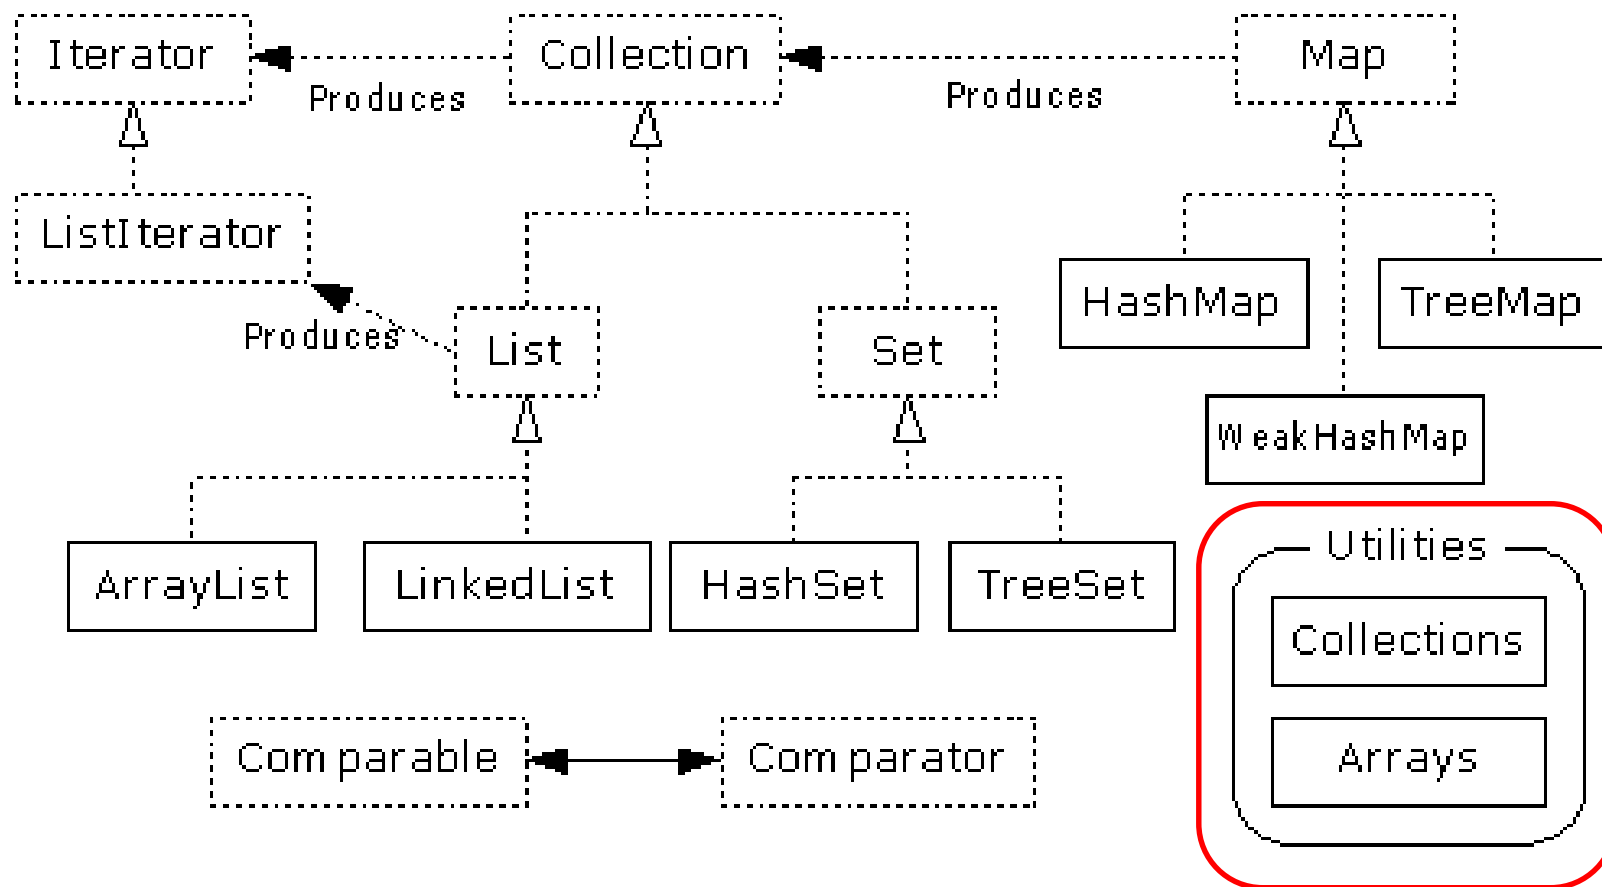 Iterator
Collection
Map
Produces
Produces
ListIterator
HashMap
TreeMap
Produces
List
Set
WeakHashMap
Utilities
ArrayList
LinkedList
HashSet
TreeSet
Collections
Comparable
Comparator
Arrays